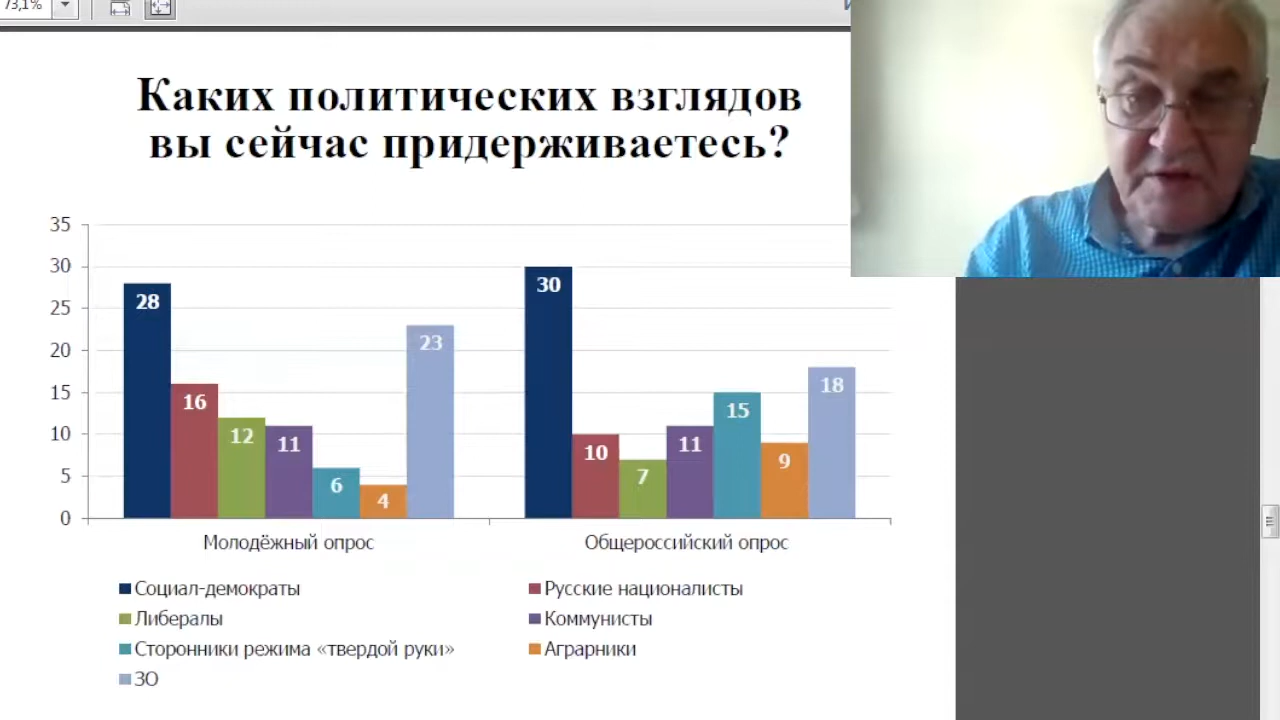 73,1%
Каких политических взглядов
вы сейчас придерживаетесь?
35
30
25
20
15
10
5
0
28
16
12
11
6
4
23
30
10
7
11
15
9
18
Молодёжный опрос
Общероссийский опрос
Социал-демократы
Русские националисты
Либералы
Коммунисты
Сторонники режима «твердой руки»
Аграрники
ЗО